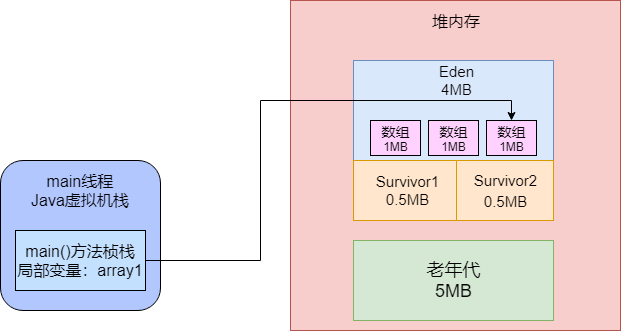 堆内存
Eden
4MB
数组
1MB
数组
1MB
数组
1MB
Survivor1
0.5MB
Survivor2
0.5MB
老年代
5MB
main线程
Java虚拟机栈
main()方法桢栈
局部变量：array1